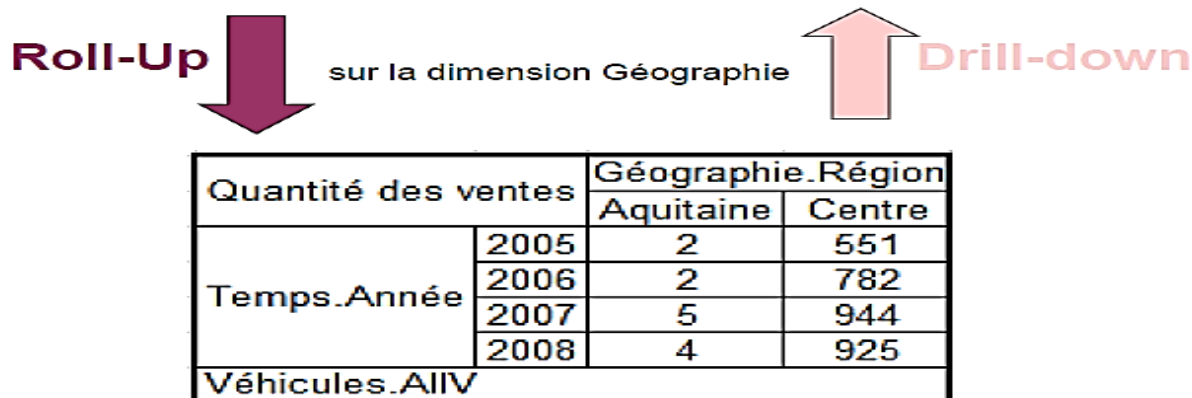 Roll-Up sur la dimension Géographie Drill-down
Quantité des ventes Géographie.Région
Aquitaine Centre
Temps.Année
2005 2 551
2006 2 782
2007 5 944
2008 4 925
Véhicules.AllV